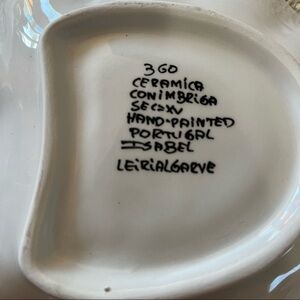 360
CERAMICA
CONIMBRIGA
SEC=XV
HAND-PAINTED
PORTUGAL
ISABEL
LEIRIALGARVE